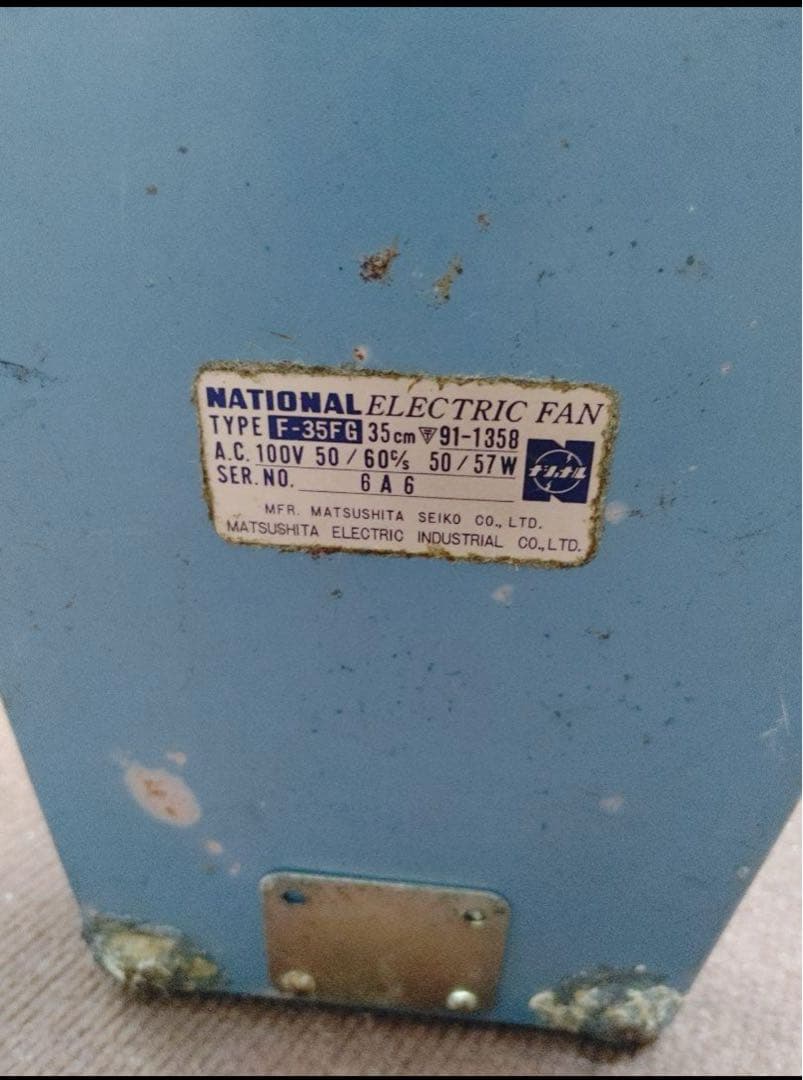 NATIONAL ELECTRIC FAN
TYPE F-35FG 35cm 〒 91-1358
A.C. 100V 50/60c/s 50/57W
SER. NO. 6A6
ナショナル
MFR. MATSUSHITA SEIKO CO., LTD.
MATSUSHITA ELECTRIC INDUSTRIAL CO., LTD.